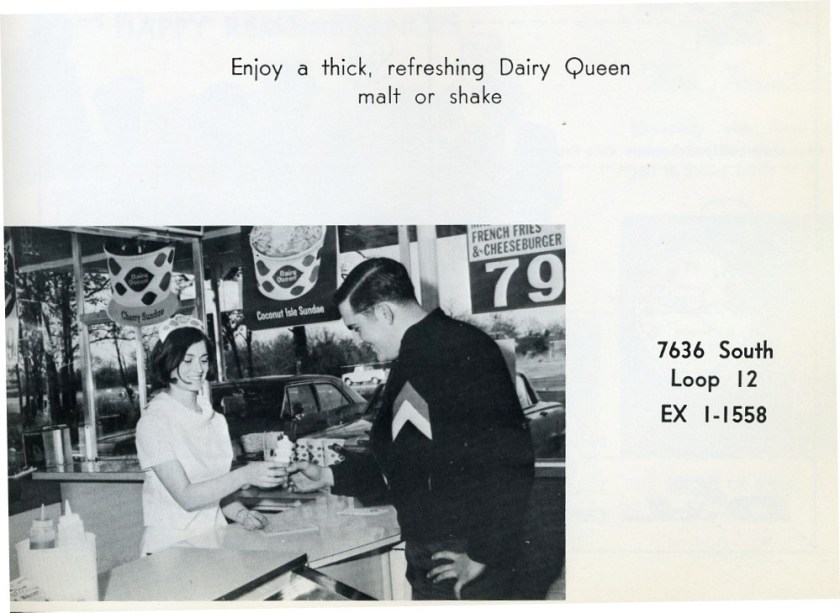 Enjoy a thick, refreshing Dairy Queen
malt or shake
Dairy
Queen
Cherry Sundae
Dairy
Queen
Coconut Isle Sundae
FRENCH FRIES
& CHEESEBURGER
79
7636 South
Loop 12
EX 1-1558